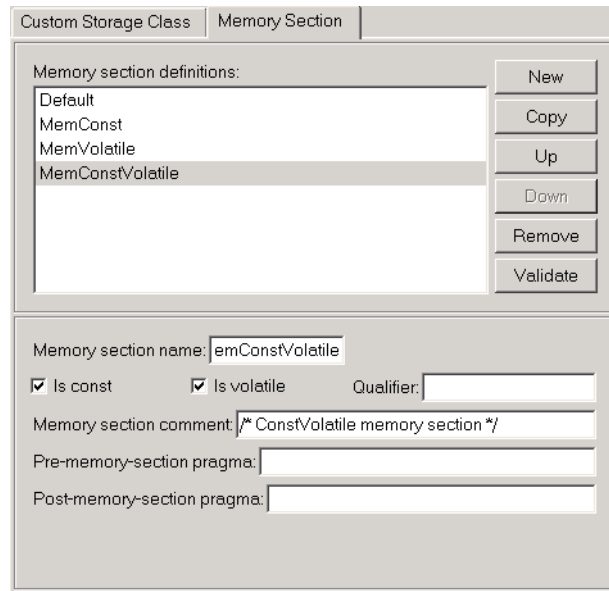 Custom Storage Class Memory Section
Memory section definitions:
Default
MemConst
MemVolatile
MemConstVolatile
New
Copy
Up
Down
Remove
Validate
Memory section name: emConstVolatile
Is const Is volatile Qualifier:
Memory section comment: /* ConstVolatile memory section */
Pre-memory-section pragma:
Post-memory-section pragma: